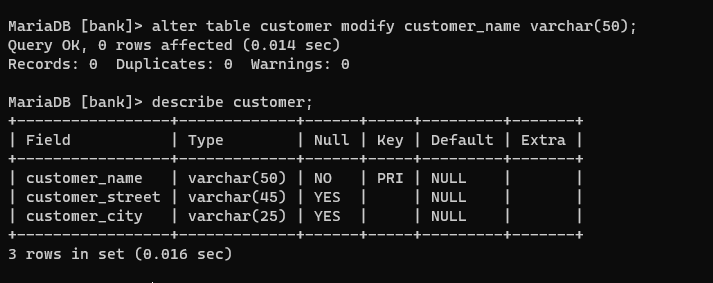 MariaDB [bank]> alter table customer modify customer_name varchar(50);
Query OK, 0 rows affected (0.014 sec)
Records: 0  Duplicates: 0  Warnings: 0

MariaDB [bank]> describe customer;
+-----------------+-------------+------+-----+---------+-------+
| Field           | Type        | Null | Key | Default | Extra |
+-----------------+-------------+------+-----+---------+-------+
| customer_name   | varchar(50) | NO   | PRI | NULL    |       |
| customer_street | varchar(45) | YES  |     | NULL    |       |
| customer_city   | varchar(25) | YES  |     | NULL    |       |
+-----------------+-------------+------+-----+---------+-------+
3 rows in set (0.016 sec)